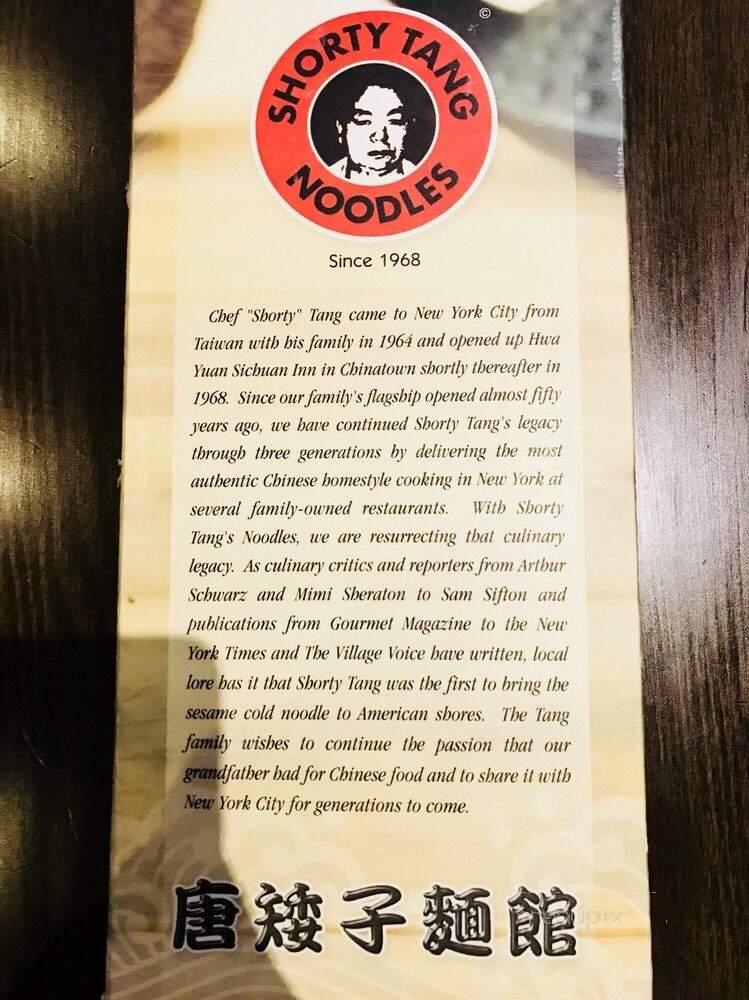 ©
SHORTY TANG
NOODLES
Since 1968
Chef "Shorty" Tang came to New York City from
Taiwan with his family in 1964 and opened up Hwa
Yuan Sichuan Inn in Chinatown shortly thereafter in
1968. Since our family's flagship opened almost fifty
years ago, we have continued Shorty Tang's legacy
through three generations by delivering the most
authentic Chinese homestyle cooking in New York at
several family-owned restaurants. With Shorty
Tang's Noodles, we are resurrecting that culinary
legacy. As culinary critics and reporters from Arthur
Schwarz and Mimi Sheraton to Sam Sifton and
publications from Gourmet Magazine to the New
York Times and The Village Voice have written, local
lore has it that Shorty Tang was the first to bring the
sesame cold noodle to American shores. The Tang
family wishes to continue the passion that our
grandfather had for Chinese food and to share it with
New York City for generations to come.
唐矮子麵館